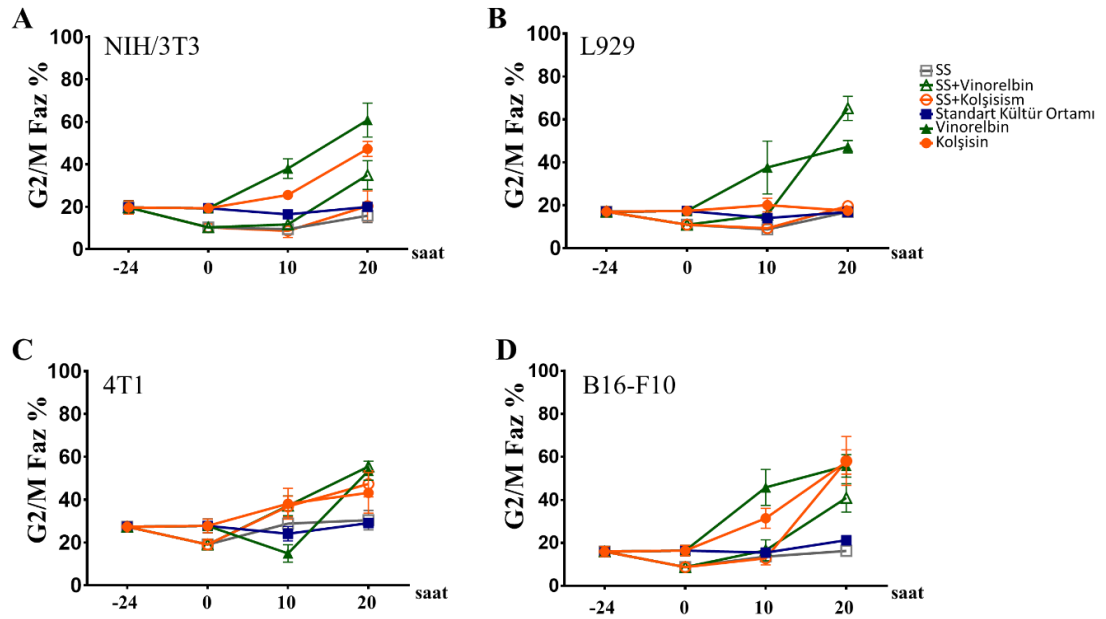 A
NIH/3T3
G2/M Faz %
100
80
60
40
20
0
-24
0
10
20
saat
B
L929
G2/M Faz %
100
80
60
40
20
0
-24
0
10
20
saat
SS
SS+Vinorelbin
SS+Kolşisism
Standart Kültür Ortamı
Vinorelbin
Kolşisin
C
4T1
G2/M Faz %
100
80
60
40
20
0
-24
0
10
20
saat
D
B16-F10
G2/M Faz %
100
80
60
40
20
0
-24
0
10
20
saat